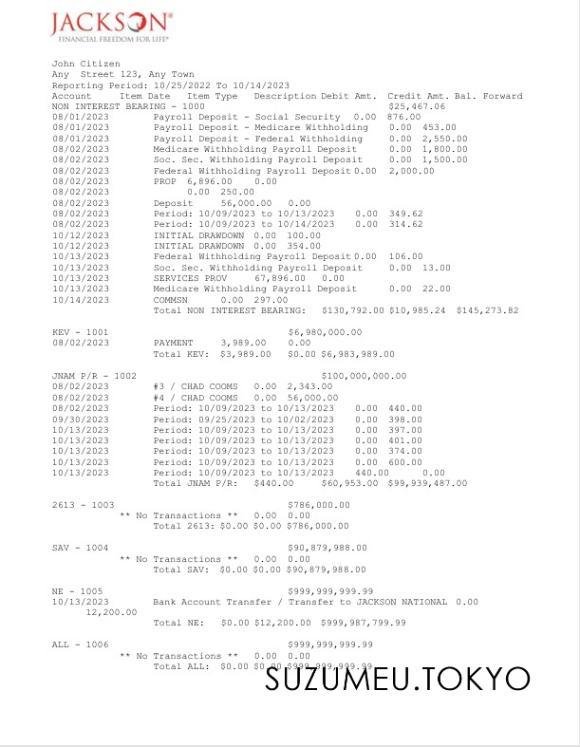 JACKSON®
FINANCIAL FREEDOM FOR LIFE®
John Citizen
Any Street 123, Any Town
Reporting Period: 10/25/2022 To 10/14/2023
Account Item Date Item Type Description Debit Amt. Credit Amt. Bal. Forward
NON INTEREST BEARING - 1000 $25,467.06
08/01/2023 Payroll Deposit - Social Security 0.00 876.00
08/01/2023 Payroll Deposit - Medicare Withholding 0.00 453.00
08/01/2023 Payroll Deposit - Federal Withholding 0.00 2,550.00
08/02/2023 Medicare Withholding Payroll Deposit 0.00 1,800.00
08/02/2023 Soc. Sec. Withholding Payroll Deposit 0.00 1,500.00
08/02/2023 Federal Withholding Payroll Deposit 0.00 2,000.00
08/02/2023 PROP 6,896.00 0.00
08/02/2023 0.00 250.00
08/02/2023 Deposit 56,000.00 0.00
08/02/2023 Period: 10/09/2023 to 10/13/2023 0.00 349.62
08/02/2023 Period: 10/09/2023 to 10/14/2023 0.00 314.62
10/12/2023 INITIAL DRAWDOWN 0.00 100.00
10/12/2023 INITIAL DRAWDOWN 0.00 354.00
10/13/2023 Federal Withholding Payroll Deposit 0.00 106.00
10/13/2023 Soc. Sec. Withholding Payroll Deposit 0.00 13.00
10/13/2023 SERVICES PROV 67,896.00 0.00
10/13/2023 Medicare Withholding Payroll Deposit 0.00 22.00
10/14/2023 COMMSN 0.00 297.00
Total NON INTEREST BEARING: $130,792.00 $10,985.24 $145,273.82
KEV - 1001 $6,980,000.00
08/02/2023 PAYMENT 3,989.00 0.00
Total KEV: $3,989.00 $0.00 $6,983,989.00
JNAM P/R - 1002 $100,000,000.00
08/02/2023 #3 / CHAD COOMS 0.00 2,343.00
08/02/2023 #4 / CHAD COOMS 0.00 56,000.00
08/02/2023 Period: 10/09/2023 to 10/13/2023 0.00 440.00
09/30/2023 Period: 09/25/2023 to 10/02/2023 0.00 398.00
10/13/2023 Period: 10/09/2023 to 10/13/2023 0.00 397.00
10/13/2023 Period: 10/09/2023 to 10/13/2023 0.00 401.00
10/13/2023 Period: 10/09/2023 to 10/13/2023 0.00 374.00
10/13/2023 Period: 10/09/2023 to 10/13/2023 0.00 600.00
10/13/2023 Period: 10/09/2023 to 10/13/2023 440.00 0.00
Total JNAM P/R: $440.00 $60,953.00 $99,939,487.00
2613 - 1003 $786,000.00
** No Transactions ** 0.00 0.00
Total 2613: $0.00 $0.00 $786,000.00
SAV - 1004 $90,879,988.00
** No Transactions ** 0.00 0.00
Total SAV: $0.00 $0.00 $90,879,988.00
NE - 1005 $999,999,999.99
10/13/2023 Bank Account Transfer / Transfer to JACKSON NATIONAL 0.00
12,200.00
Total NE: $0.00 $12,200.00 $999,987,799.99
ALL - 1006 $999,999,999.99
** No Transactions ** 0.00 0.00
Total ALL: $0.00 $0.00 $999,999,999.99
SUZUMEU.TOKYO